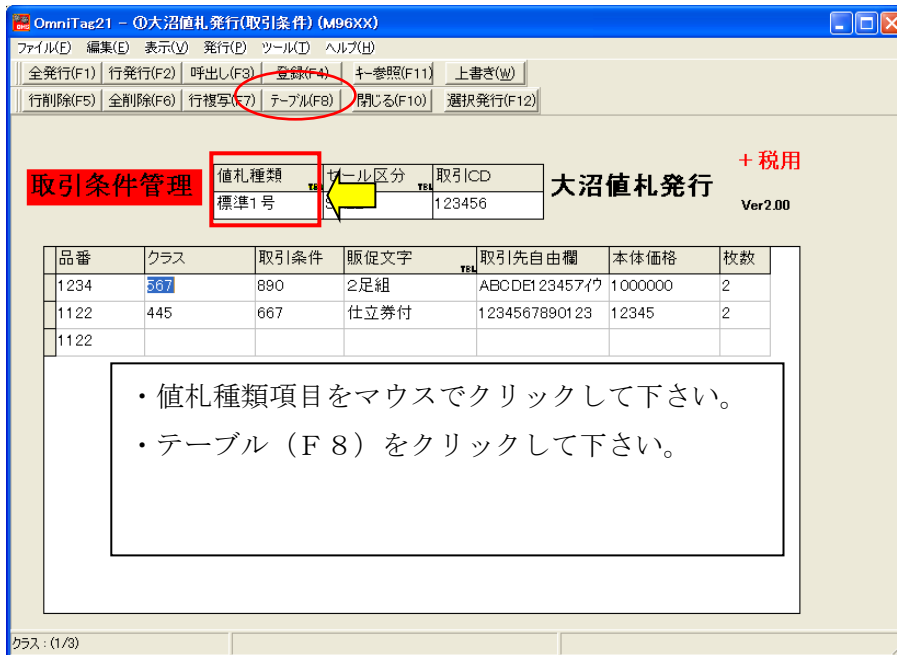 OmniTag21 - ①大沼値札発行(取引条件) (M96XX)
ファイル(F) 編集(E) 表示(V) 発行(P) ツール(T) ヘルプ(H)
全発行(F1) 行発行(F2) 呼出し(F3) 登録(F4) キー参照(F11) 上書き(W)
行削除(F5) 全削除(F6) 行複写(F7) テーブル(F8) 閉じる(F10) 選択発行(F12)
+税用
取引条件管理 値札種類 TBL セール区分 TBL 取引CD 大沼値札発行
標準1号 123456 Ver2.00
品番 クラス 取引条件 販促文字 TBL 取引先自由欄 本体価格 枚数
1234 567 890 2足組 ABCDE12345アイウ 1000000 2
1122 445 667 仕立券付 1234567890123 12345 2
1122
・値札種類項目をマウスでクリックして下さい。
・テーブル（Ｆ８）をクリックして下さい。
クラス : (1/3)